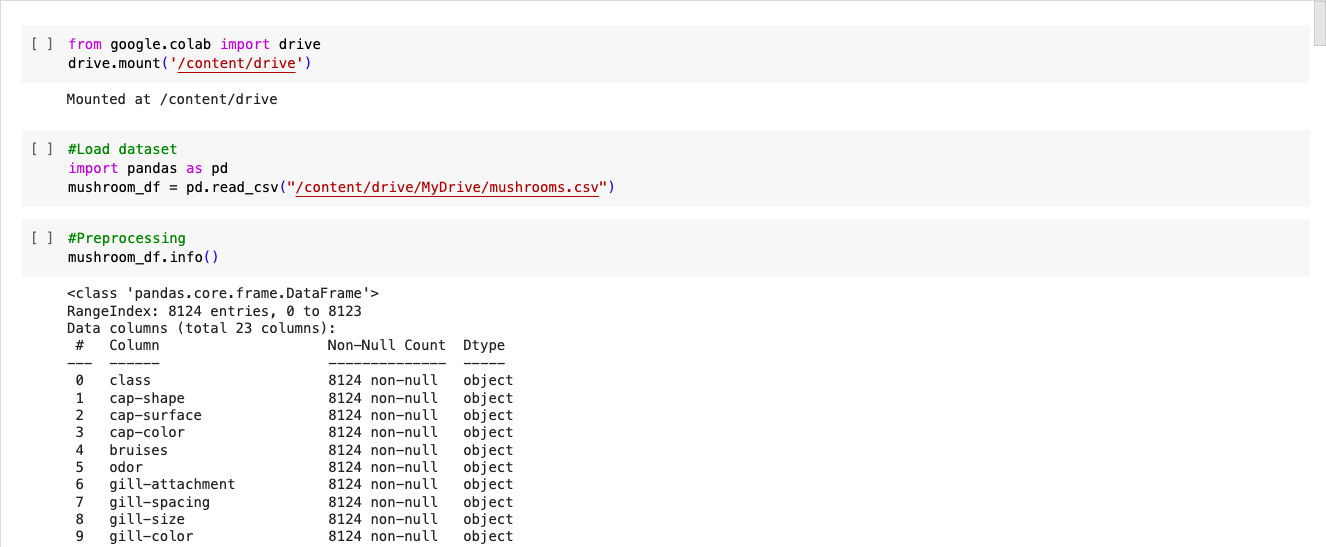 [ ] from google.colab import drive
drive.mount('/content/drive')
Mounted at /content/drive
[ ] #Load dataset
import pandas as pd
mushroom_df = pd.read_csv("/content/drive/MyDrive/mushrooms.csv")
[ ] #Preprocessing
mushroom_df.info()
<class 'pandas.core.frame.DataFrame'>
RangeIndex: 8124 entries, 0 to 8123
Data columns (total 23 columns):
 #   Column                    Non-Null Count  Dtype
---  ------                    --------------  -----
 0   class                     8124 non-null   object
 1   cap-shape                 8124 non-null   object
 2   cap-surface               8124 non-null   object
 3   cap-color                 8124 non-null   object
 4   bruises                   8124 non-null   object
 5   odor                      8124 non-null   object
 6   gill-attachment           8124 non-null   object
 7   gill-spacing              8124 non-null   object
 8   gill-size                 8124 non-null   object
 9   gill-color                8124 non-null   object